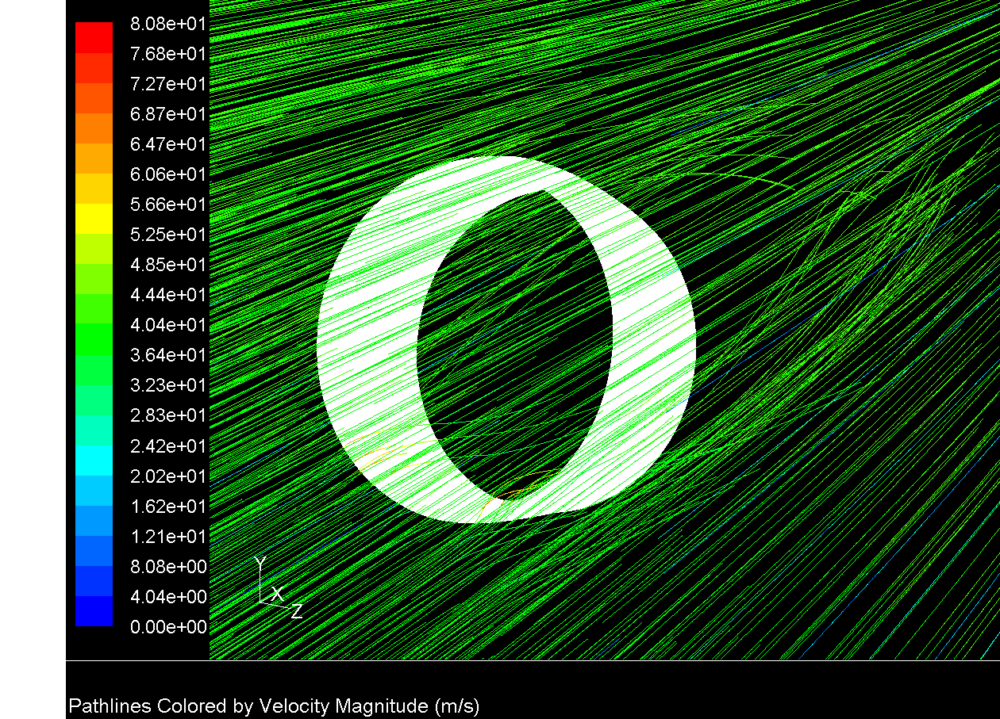 8.08e+01
7.68e+01
7.27e+01
6.87e+01
6.47e+01
6.06e+01
5.66e+01
5.25e+01
4.85e+01
4.44e+01
4.04e+01
3.64e+01
3.23e+01
2.83e+01
2.42e+01
2.02e+01
1.62e+01
1.21e+01
8.08e+00
4.04e+00
0.00e+00
Y
X
Z
Pathlines Colored by Velocity Magnitude (m/s)